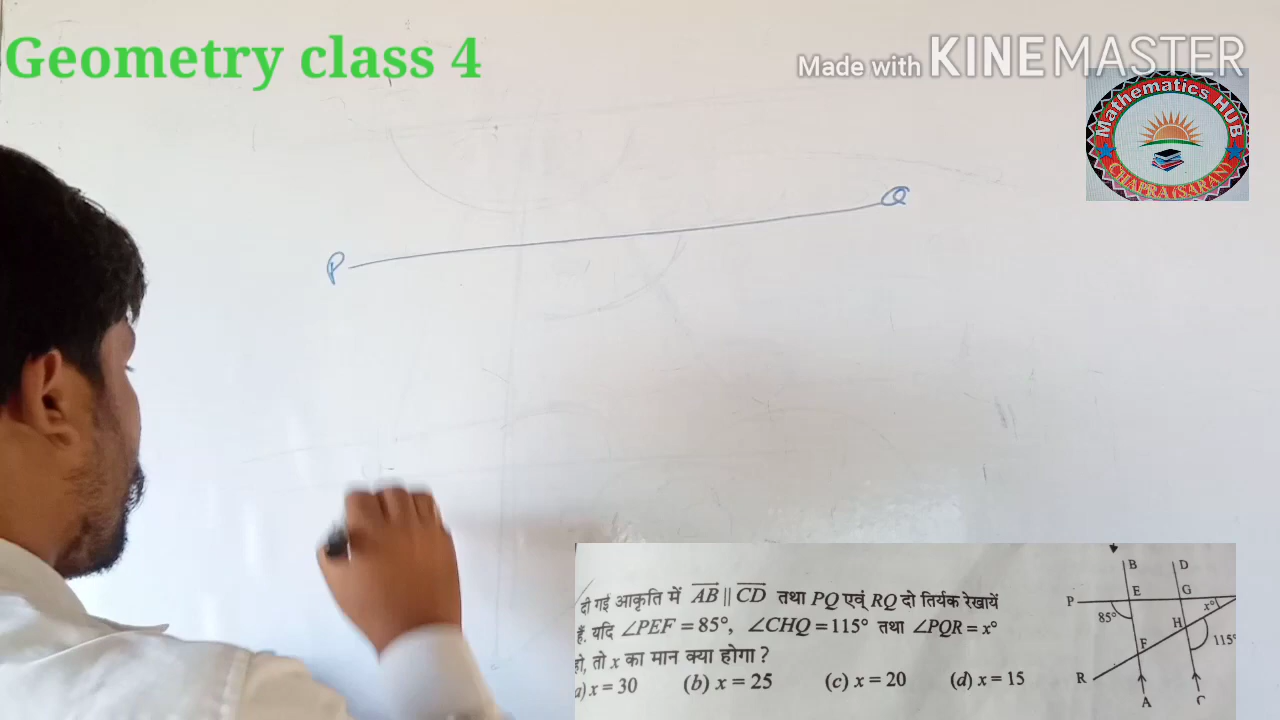 Geometry class 4
Made with KINEMASTER
Mathematics HUB
CHAPRA (SARAN)
P
Q
दी गई आकृति में AB || CD तथा PQ एवं RQ दो तिर्यक रेखायें
हैं. यदि ∠PEF = 85°, ∠CHQ = 115° तथा ∠PQR = x°
हो, तो x का मान क्या होगा ?
a) x = 30 (b) x = 25 (c) x = 20 (d) x = 15
B D
P E G
85° x°
H
F 115°
R
A C